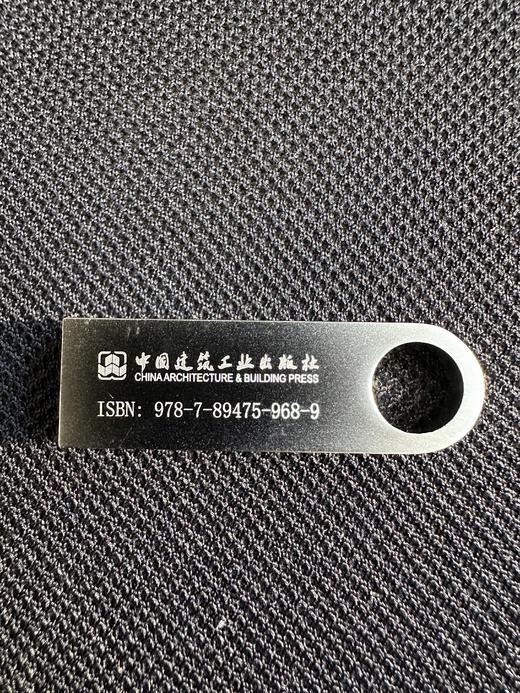 中国建筑工业出版社
CHINA ARCHITECTURE & BUILDING PRESS
ISBN: 978-7-89475-968-9